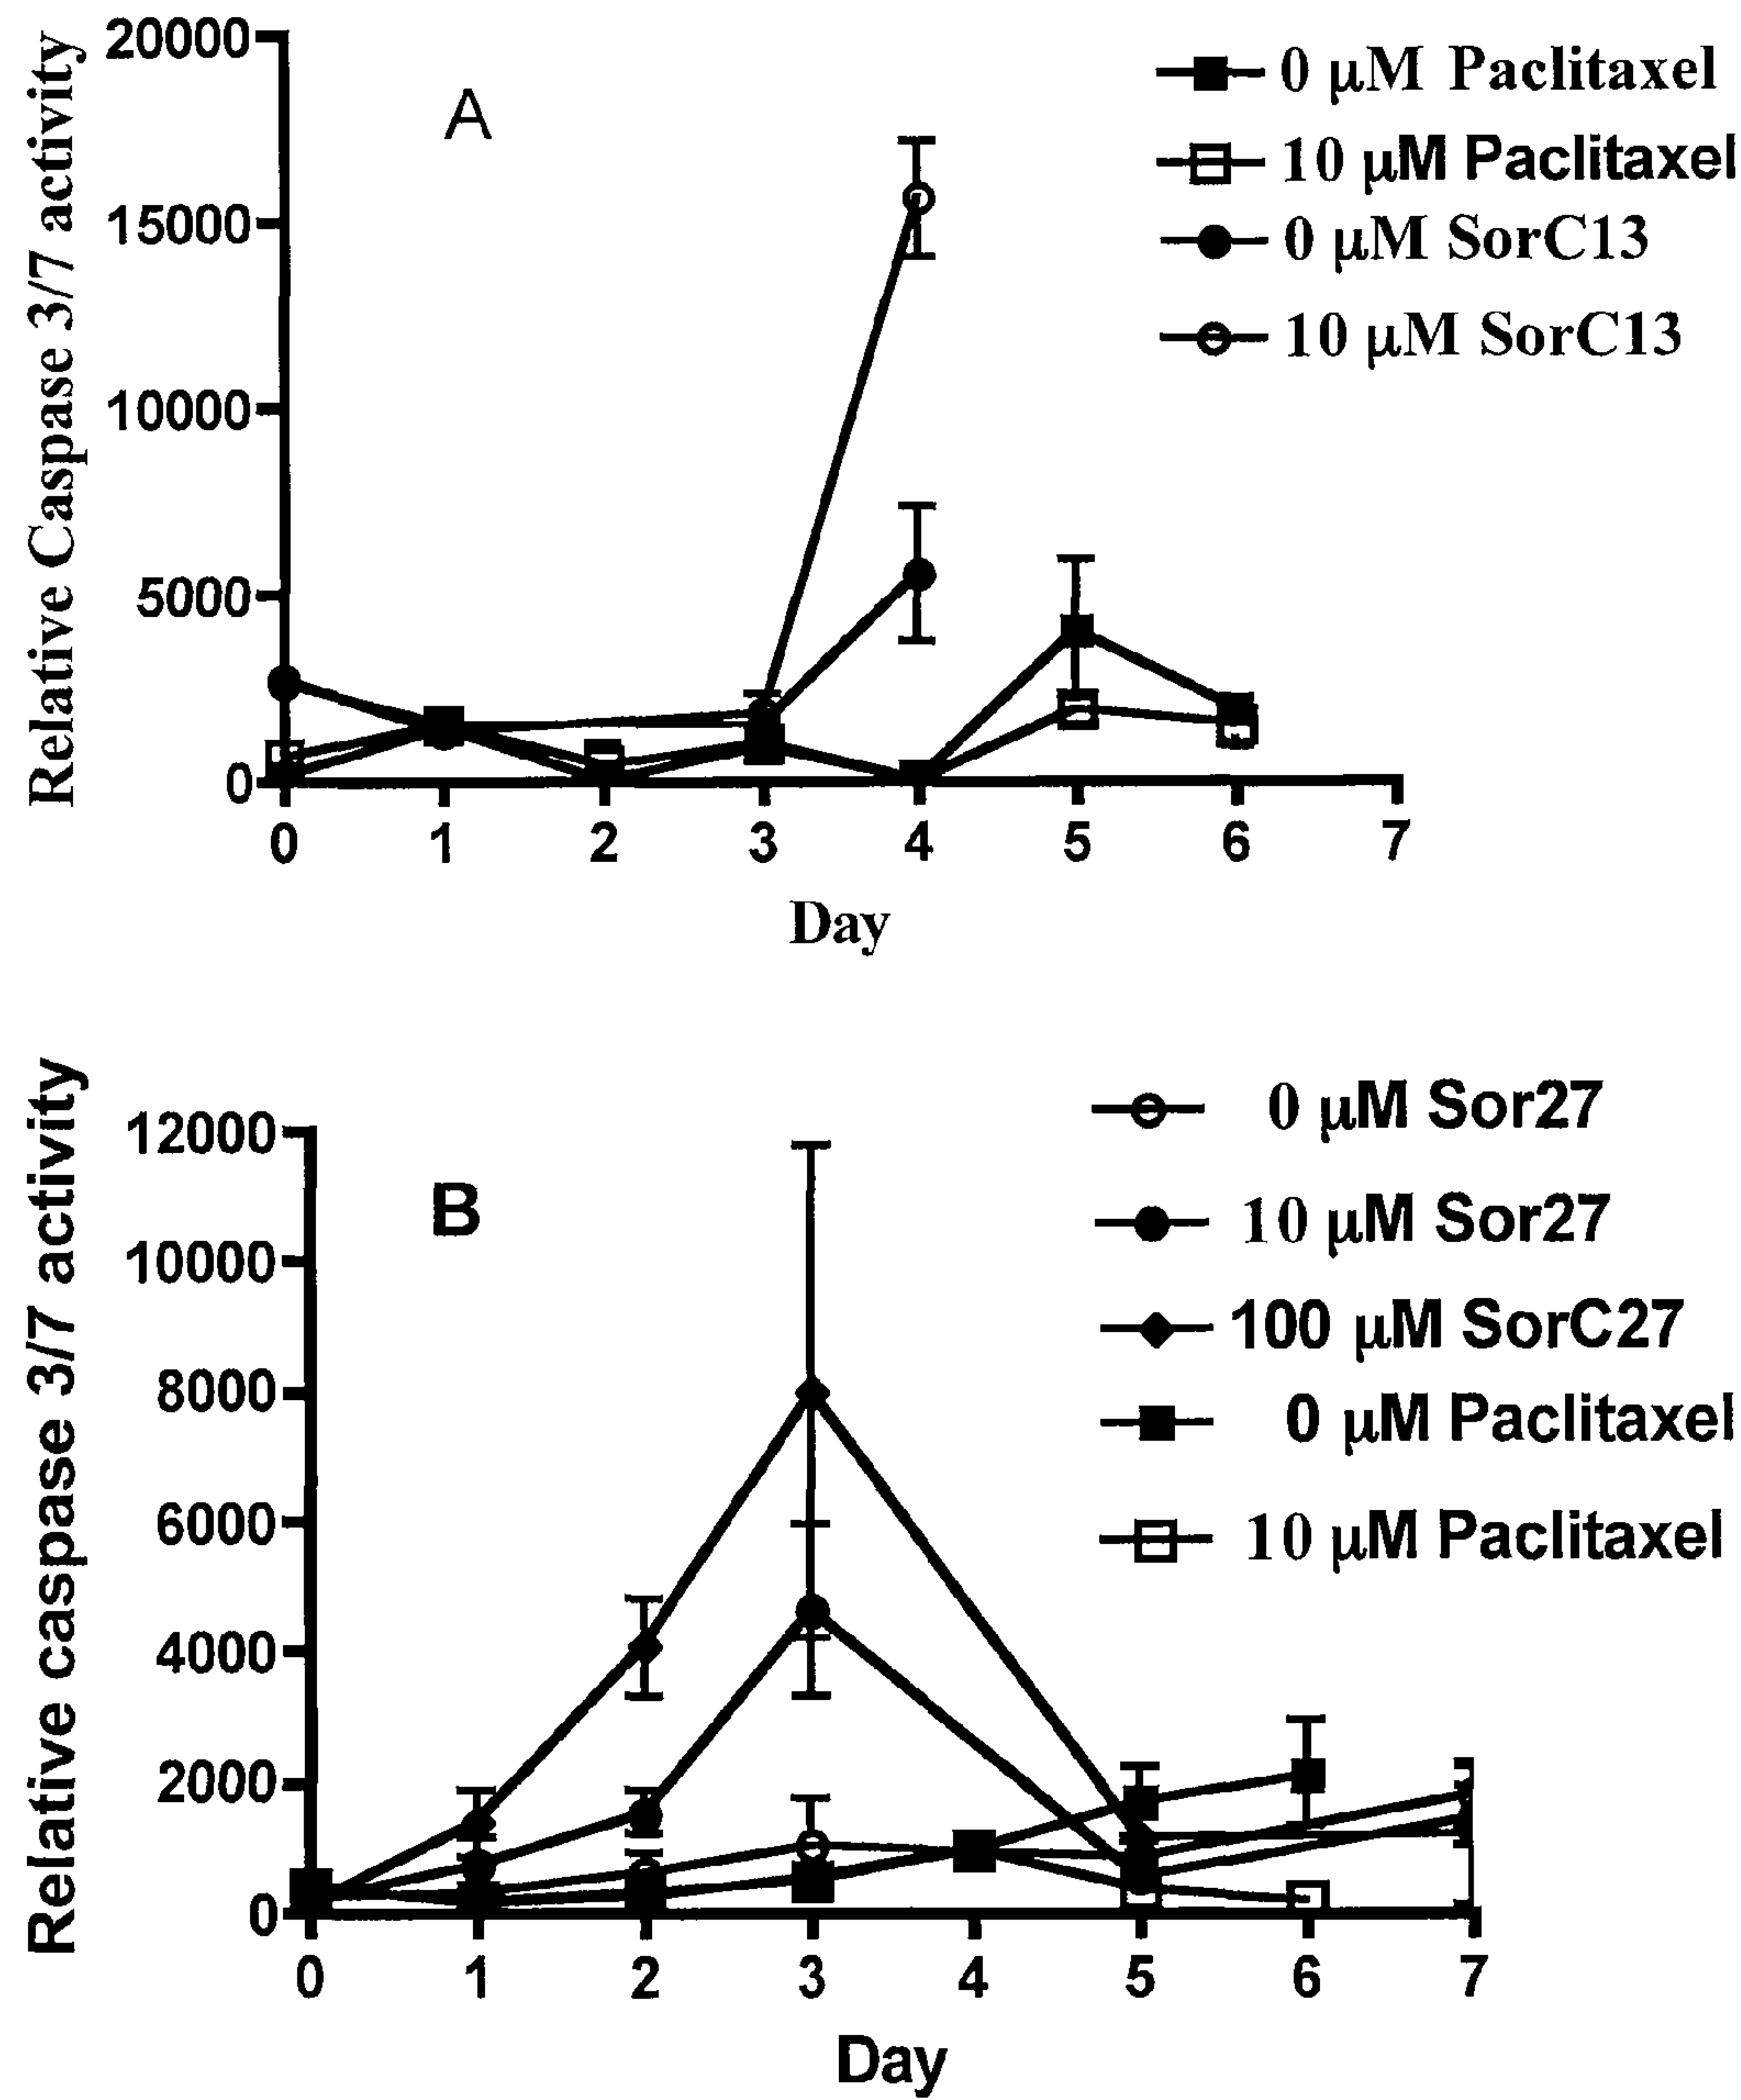 Relative Caspase 3/7 activity
20000
15000
10000
5000
0
A
0 μM Paclitaxel
10 μM Paclitaxel
0 μM SorC13
10 μM SorC13
0 1 2 3 4 5 6 7
Day
Relative caspase 3/7 activity
12000
10000
8000
6000
4000
2000
0
B
0 μM Sor27
10 μM Sor27
100 μM SorC27
0 μM Paclitaxel
10 μM Paclitaxel
0 1 2 3 4 5 6 7
Day